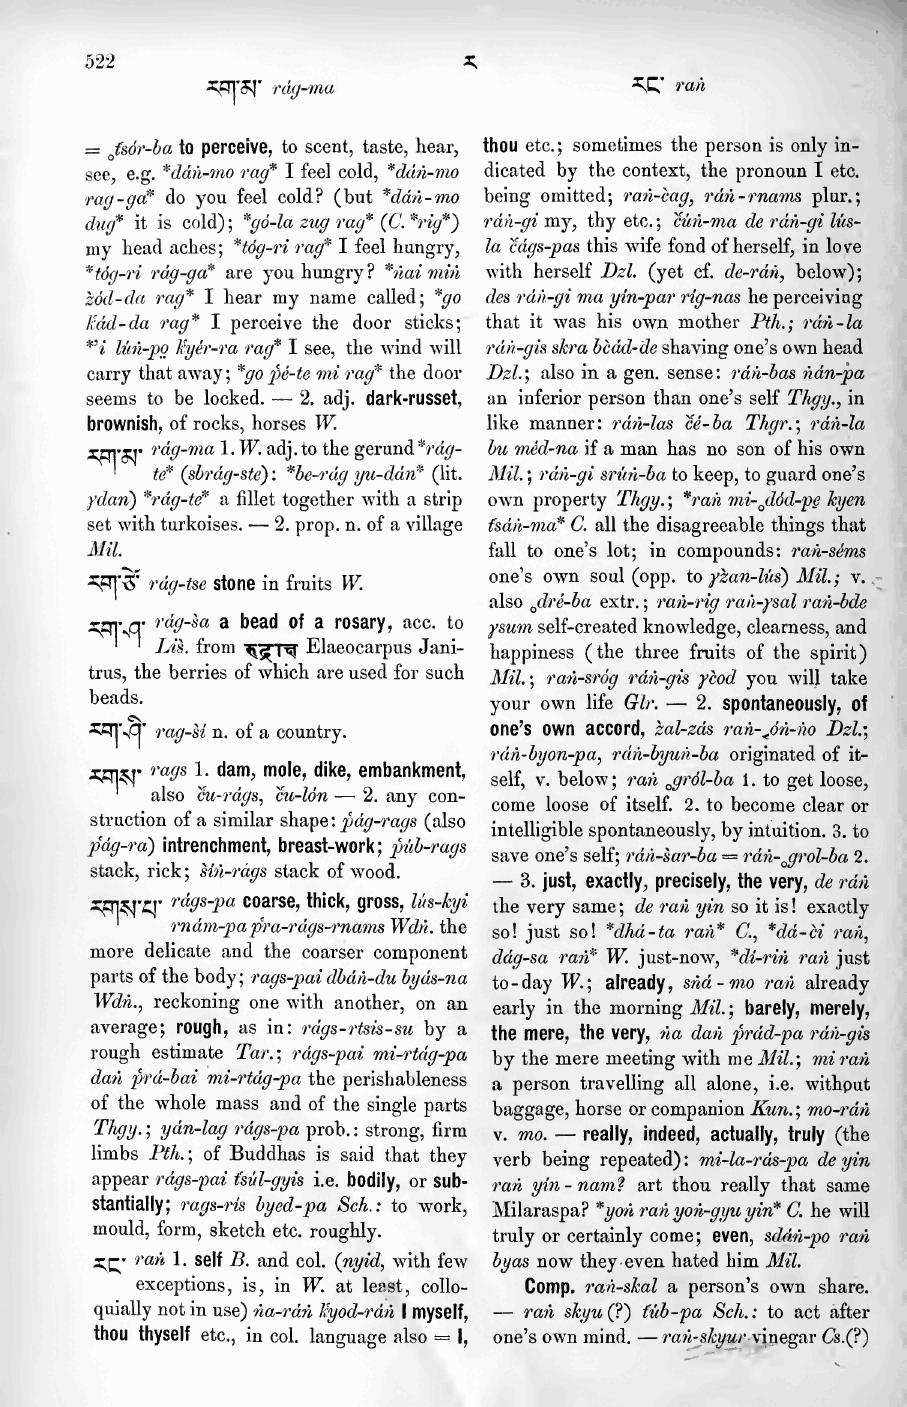 522
ར
རག་མ་ rág-ma
རང་ raṅ
= ₒt́sór-ba to perceive, to scent, taste, hear,
see, e.g. *dáṅ-mo rag* I feel cold, *dáṅ-mo
rag-ga* do you feel cold? (but *dáṅ-mo
dug* it is cold); *gó-la zug rag* (C. *rig*)
my head aches; *tóg-ri rag* I feel hungry,
*tóg-ri rág-ga* are you hungry? *ṅai miṅ
żód-da rag* I hear my name called; *go
ḱád-da rag* I perceive the door sticks;
*̓i lúṅ-po̱ ḱyér-ra rag* I see, the wind will
carry that away; *go ṕé-te mi rag* the door
seems to be locked. — 2. adj. dark-russet,
brownish, of rocks, horses W.
རག་མ་ rág-ma 1. W. adj. to the gerund *rág-
te* (sbrág-ste): *be-rág yu-dáṅ* (lit.
ɣdan) *rág-te* a fillet together with a strip
set with turkoises. — 2. prop. n. of a village
Mil.
རག་ཙེ་ rág-tse stone in fruits W.
རག་ཤ་ rág-ṡa a bead of a rosary, acc. to
Liṡ. from रुद्राक्ष Elaeocarpus Jani-
trus, the berries of which are used for such
beads.
རག་ཤི་ rag-ṡi n. of a country.
རགས་ rags 1. dam, mole, dike, embankment,
also ču-rágs, ču-lón — 2. any con-
struction of a similar shape: ṕág-rags (also
ṕág-ra) intrenchment, breast-work; ṕúb-rags
stack, rick; ṡiṅ-rágs stack of wood.
རགས་པ་ rágs-pa coarse, thick, gross, lús-kyi
rnám-pa ṕra-rágs-rnams Wdṅ. the
more delicate and the coarser component
parts of the body; rags-pai dbáṅ-du byás-na
Wdṅ., reckoning one with another, on an
average; rough, as in: rágs-rtsis-su by a
rough estimate Tar.; rágs-pai mi-rtág-pa
daṅ ṕrá-bai mi-rtág-pa the perishableness
of the whole mass and of the single parts
Thgy.; yán-lag rágs-pa prob.: strong, firm
limbs Pth.; of Buddhas is said that they
appear rágs-pai t́súl-gyis i.e. bodily, or sub-
stantially; rags-ris byed-pa Sch.: to work,
mould, form, sketch etc. roughly.
རང་ raṅ 1. self B. and col. (nyid, with few
exceptions, is, in W. at least, collo-
quially not in use) ṅa-ráṅ ḱyod-ráṅ I myself,
thou thyself etc., in col. language also = I,
thou etc.; sometimes the person is only in-
dicated by the context, the pronoun I etc.
being omitted; raṅ-ċag, ráṅ-rnams plur.;
ráṅ-gi my, thy etc.; čúṅ-ma de ráṅ-gi lús-
la čágs-pas this wife fond of herself, in love
with herself Dzl. (yet cf. de-ráṅ, below);
des ráṅ-gi ma yin-par rig-nas he perceiving
that it was his own mother Pth.; ráṅ-la
ráṅ-gis skra bċád-de shaving one's own head
Dzl.; also in a gen. sense: ráṅ-bas ṅán-pa
an inferior person than one's self Thgy., in
like manner: ráṅ-las čé-ba Thgr.; ráṅ-la
bu méd-na if a man has no son of his own
Mil.; ráṅ-gi srúṅ-ba to keep, to guard one's
own property Thgy.; *raṅ mi-ₒdód-pe̱ kyen
t́sáṅ-ma* C. all the disagreeable things that
fall to one's lot; in compounds: raṅ-séms
one's own soul (opp. to ɣżan-lús) Mil.; v.
also ₒdré-ba extr.; raṅ-rig raṅ-ɣsal raṅ-bde
ɣsum self-created knowledge, clearness, and
happiness (the three fruits of the spirit)
Mil.; raṅ-sróg ráṅ-gis ɣċod you will take
your own life Glr. — 2. spontaneously, of
one's own accord, żal-zás raṅ-ₒóṅ-ṅo Dzl.;
ráṅ-byon-pa, ráṅ-byuṅ-ba originated of it-
self, v. below; raṅ ₒgról-ba 1. to get loose,
come loose of itself. 2. to become clear or
intelligible spontaneously, by intuition. 3. to
save one's self; ráṅ-ṡar-ba = ráṅ-ₒgrol-ba 2.
— 3. just, exactly, precisely, the very, de ráṅ
the very same; de raṅ yin so it is! exactly
so! just so! *dhá-ta raṅ* C., *dá-ċi raṅ,
dág-sa raṅ* W. just-now, *di-riṅ raṅ just
to-day W.; already, sṅá-mo raṅ already
early in the morning Mil.; barely, merely,
the mere, the very, ṅa daṅ ṕrád-pa ráṅ-gis
by the mere meeting with me Mil.; mi raṅ
a person travelling all alone, i.e. without
baggage, horse or companion Kun.; mo-ráṅ
v. mo. — really, indeed, actually, truly (the
verb being repeated): mi-la-rás-pa de yin
raṅ yin-nam? art thou really that same
Milaraspa? *yoṅ raṅ yoṅ-gyu yin* C. he will
truly or certainly come; even, sdáṅ-po raṅ
byas now they even hated him Mil.
Comp. raṅ-skal a person's own share.
— raṅ skyu (?) t́úb-pa Sch.: to act after
one's own mind. — raṅ-skyur vinegar Cs.(?)